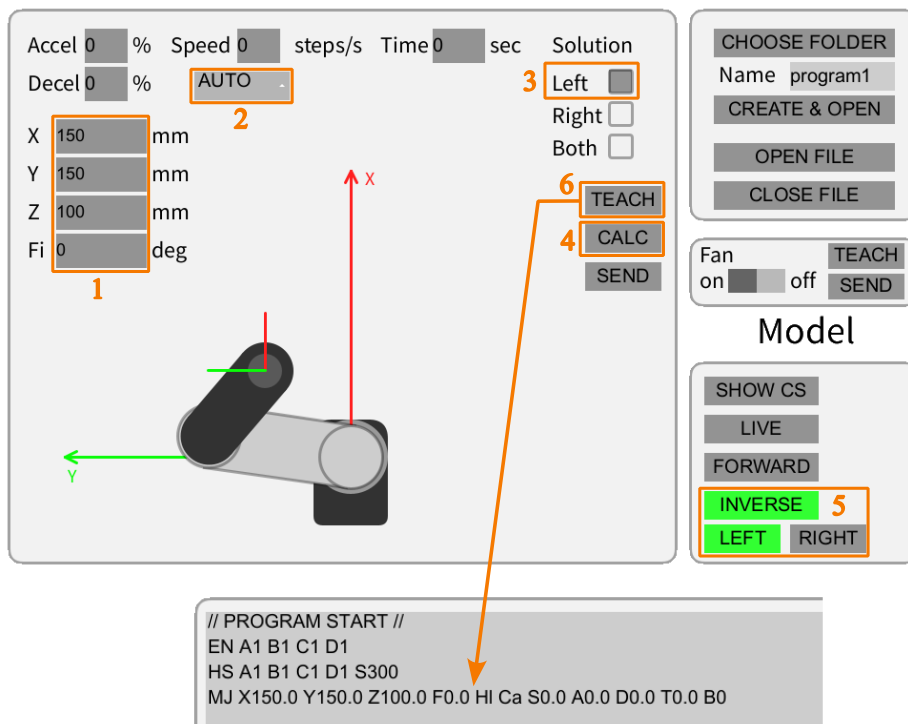 Accel 0 % Speed 0 steps/s Time 0 sec Solution
Decel 0 % AUTO 3 Left
2
Right
Both
X 150 mm
Y 150 mm
Z 100 mm
Fi 0 deg
1
X
Y
6
TEACH
4 CALC
SEND
CHOOSE FOLDER
Name program1
CREATE & OPEN
OPEN FILE
CLOSE FILE
Fan TEACH
on off SEND
Model
SHOW CS
LIVE
FORWARD
INVERSE 5
LEFT RIGHT
// PROGRAM START //
EN A1 B1 C1 D1
HS A1 B1 C1 D1 S300
MJ X150.0 Y150.0 Z100.0 F0.0 Hl Ca S0.0 A0.0 D0.0 T0.0 B0